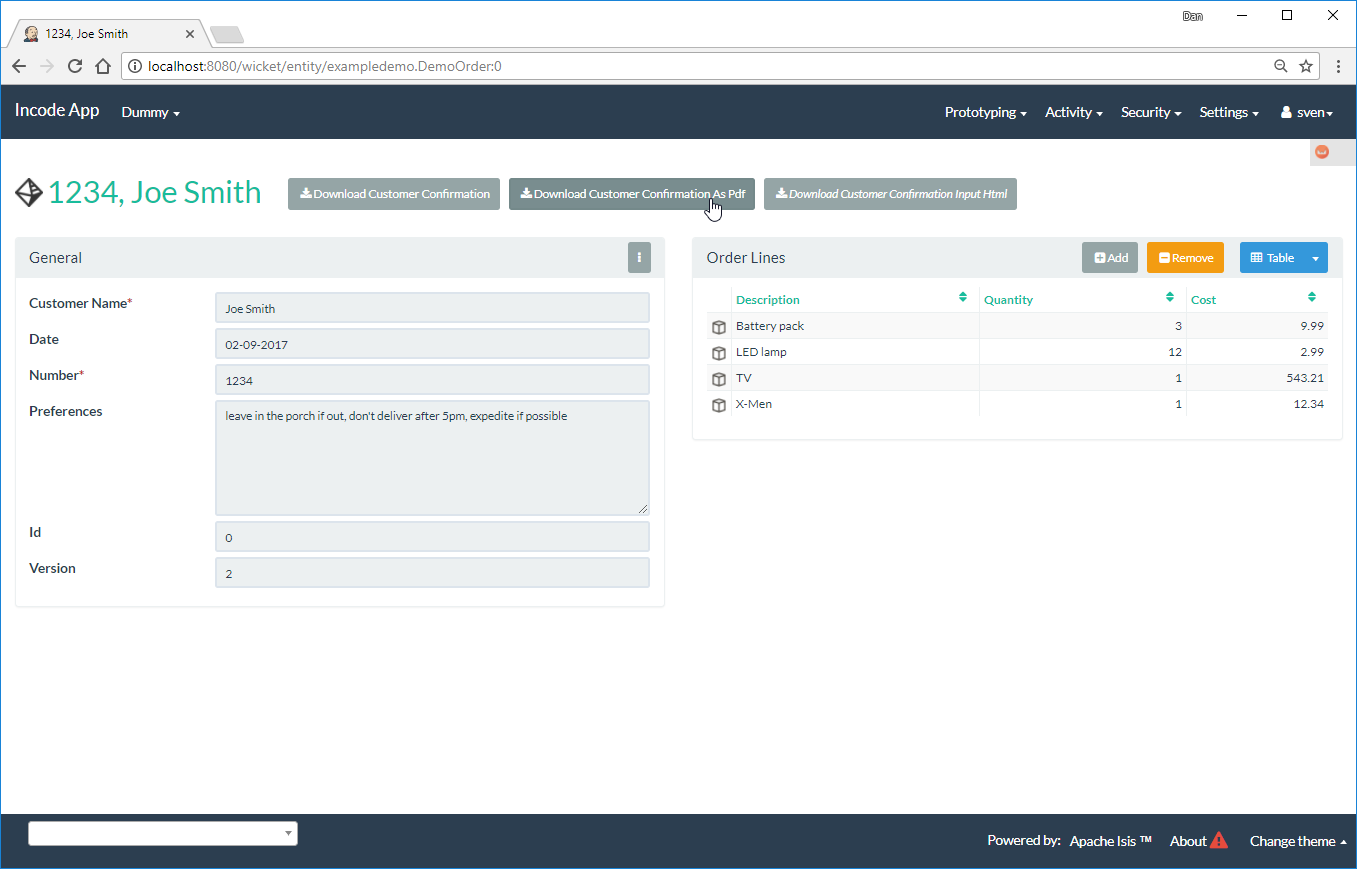 Dan
1234, Joe Smith
localhost:8080/wicket/entity/exampledemo.DemoOrder:0
Incode App Dummy Prototyping Activity Security Settings sven
1234, Joe Smith Download Customer Confirmation Download Customer Confirmation As Pdf Download Customer Confirmation Input Html
General
Customer Name* Joe Smith
Date 02-09-2017
Number* 1234
Preferences leave in the porch if out, don't deliver after 5pm, expedite if possible
Id 0
Version 2
Order Lines Add Remove Table
Description Quantity Cost
Battery pack 3 9.99
LED lamp 12 2.99
TV 1 543.21
X-Men 1 12.34
Powered by: Apache Isis ™ About Change theme